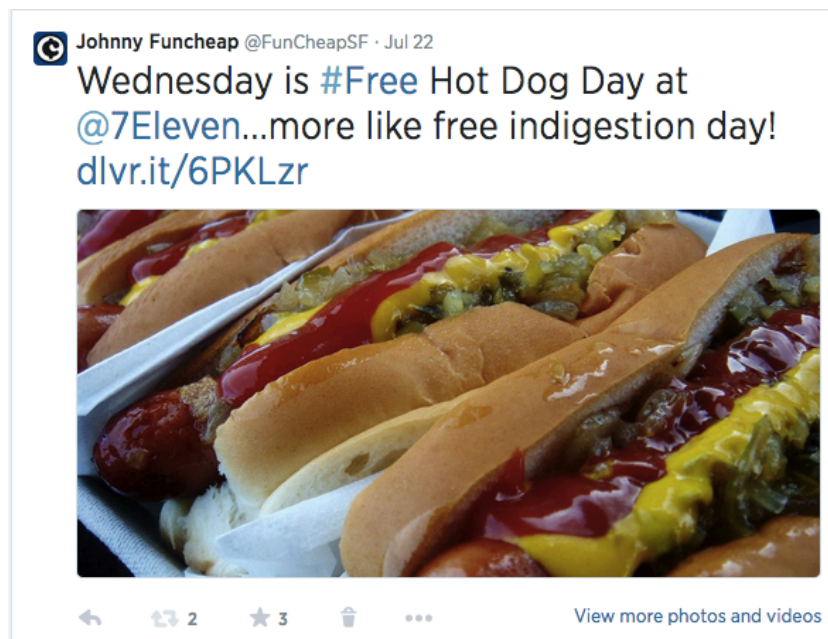 Johnny Funcheap @FunCheapSF · Jul 22
Wednesday is #Free Hot Dog Day at
@7Eleven...more like free indigestion day!
dlvr.it/6PKLzr
2 3 View more photos and videos